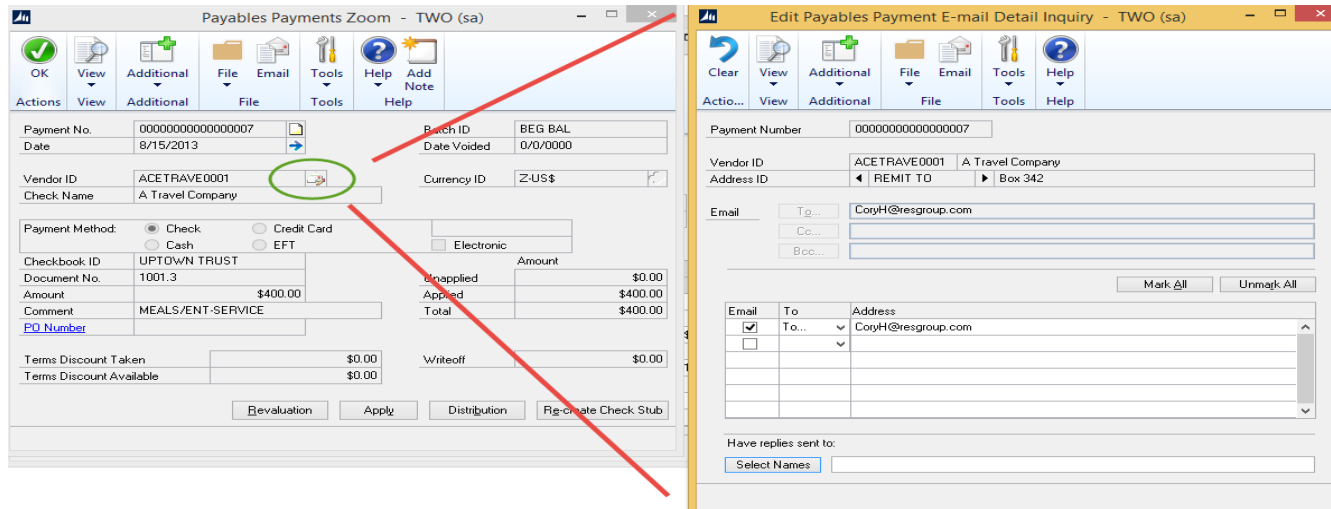 Payables Payments Zoom - TWO (sa)
OK View Additional File Email Tools Help Add Note
Actions View Additional File Tools Help
Payment No. 00000000000000007 Batch ID BEG BAL
Date 8/15/2013 Date Voided 0/0/0000
Vendor ID ACETRAVE0001 Currency ID Z-US$
Check Name A Travel Company
Payment Method: Check Credit Card
Cash EFT Electronic
Checkbook ID UPTOWN TRUST Amount
Document No. 1001.3 Unapplied $0.00
Amount $400.00 Applied $400.00
Comment MEALS/ENT-SERVICE Total $400.00
PO Number
Terms Discount Taken $0.00 Writeoff $0.00
Terms Discount Available $0.00
Revaluation Apply Distribution Re-create Check Stub
Edit Payables Payment E-mail Detail Inquiry - TWO (sa)
Clear View Additional File Email Tools Help
Actio... View Additional File Tools Help
Payment Number 00000000000000007
Vendor ID ACETRAVE0001 A Travel Company
Address ID REMIT TO Box 342
Email To... CoryH@resgroup.com
Cc...
Bcc...
Mark All Unmark All
Email To Address
To... CoryH@resgroup.com
Have replies sent to:
Select Names